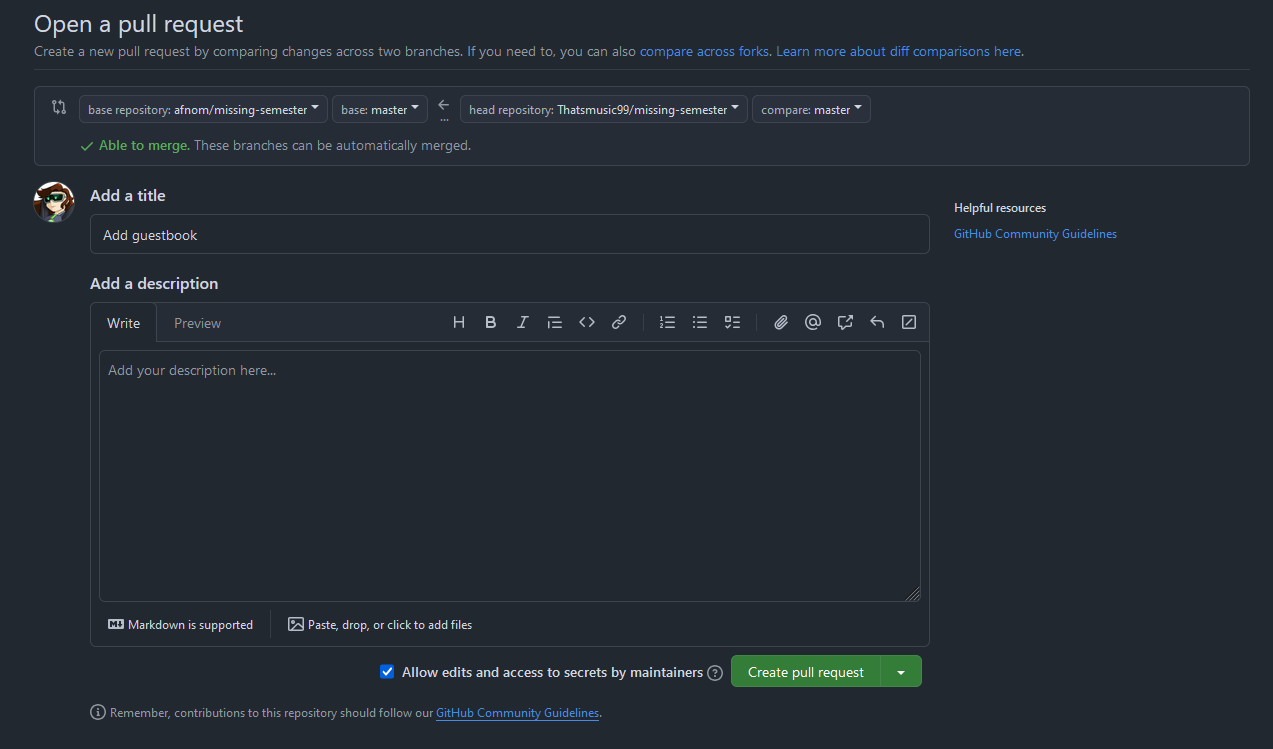 Open a pull request
Create a new pull request by comparing changes across two branches. If you need to, you can also compare across forks. Learn more about diff comparisons here.
base repository: afnom/missing-semester base: master ... head repository: Thatsmusic99/missing-semester compare: master
Able to merge. These branches can be automatically merged.
Add a title
Helpful resources
Add guestbook
GitHub Community Guidelines
Add a description
Write Preview
Add your description here...
Markdown is supported Paste, drop, or click to add files
Allow edits and access to secrets by maintainers Create pull request
Remember, contributions to this repository should follow our GitHub Community Guidelines.